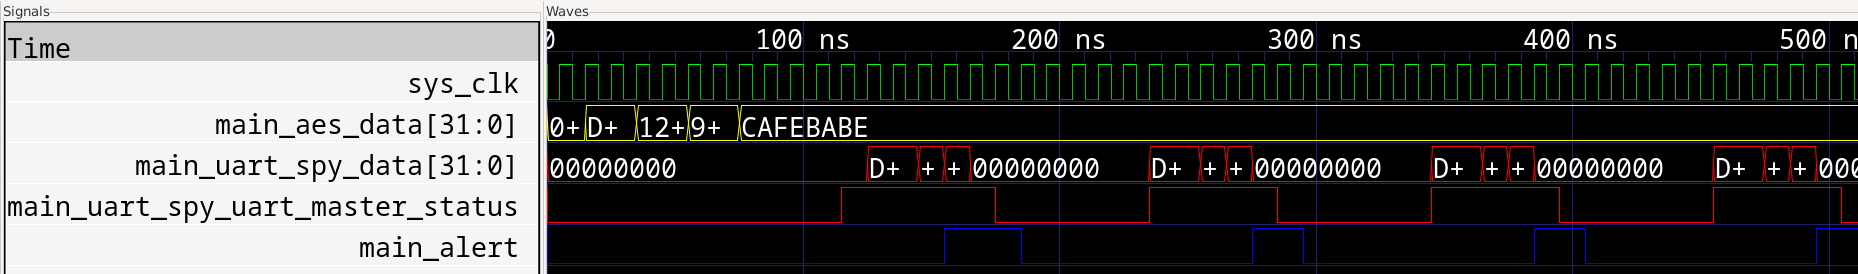 Signals Waves
Time 0 100 ns 200 ns 300 ns 400 ns 500 n
sys_clk
main_aes_data[31:0] 0+ D+ 12+ 9+ CAFEBABE
main_uart_spy_data[31:0] 00000000 D+ + + 00000000 D+ + + 00000000 D+ + + 00000000 D+ + + 000
main_uart_spy_uart_master_status
main_alert